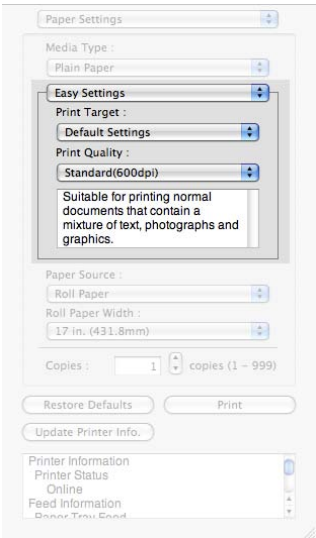 Paper Settings
Media Type :
Plain Paper
Easy Settings
Print Target :
Default Settings
Print Quality :
Standard(600dpi)
Suitable for printing normal
documents that contain a
mixture of text, photographs and
graphics.
Paper Source :
Roll Paper
Roll Paper Width :
17 in. (431.8mm)
Copies : 1 copies (1 – 999)
Restore Defaults Print
Update Printer Info.
Printer Information
Printer Status
Online
Feed Information
Paper Tray Feed